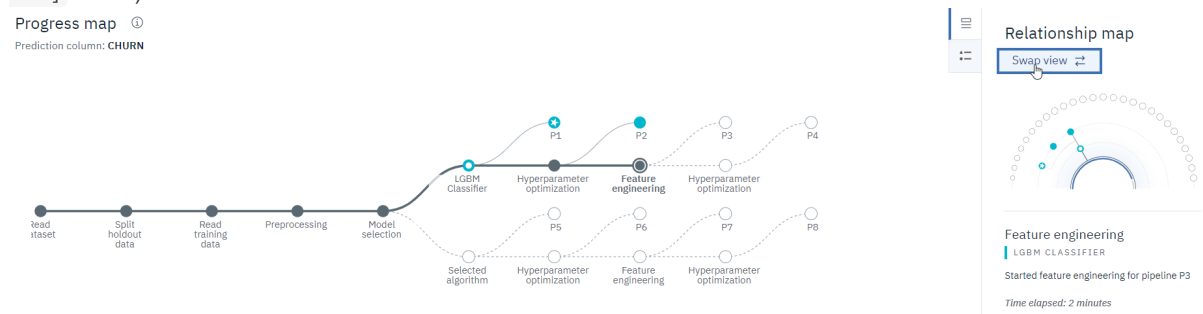 Progress map
Prediction column: CHURN
P1
P2
P3
P4
LGBM
Classifier
Hyperparameter
optimization
Feature
engineering
Hyperparameter
optimization
Split
holdout
data
Read
training
data
Preprocessing
Model
selection
P5
P6
P7
P8
Selected
algorithm
Hyperparameter
optimization
Feature
engineering
Hyperparameter
optimization
Relationship map
Swap view
Feature engineering
LGBM CLASSIFIER
Started feature engineering for pipeline P3
Time elapsed: 2 minutes